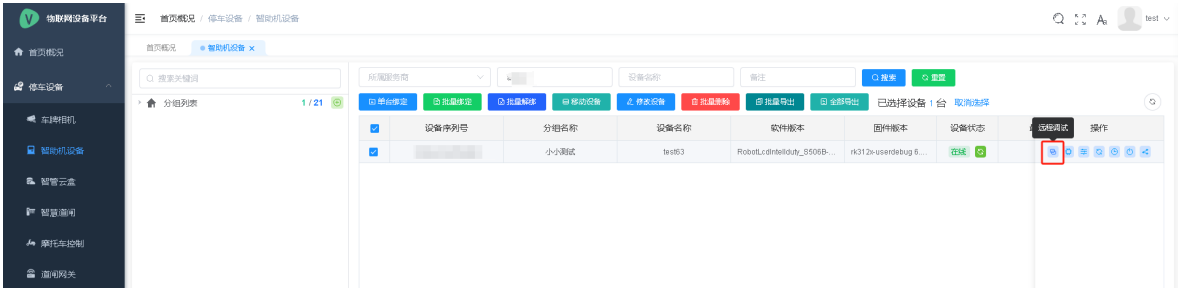 V 物联网设备平台
首页概况 / 停车设备 / 智助机设备
test
首页概况
智助机设备 ×
首页概况
停车设备
车牌相机
智助机设备
智管云盒
智慧道闸
摩托车控制
道闸网关
搜索关键词
分组列表 1 / 21
所属服务商
设备名称
备注
搜索
重置
单台绑定
批量绑定
批量解绑
移动设备
修改设备
批量删除
批量导出
全部导出
已选择设备 1 台 取消选择
设备序列号 分组名称 设备名称 软件版本 固件版本 设备状态 远程调试 操作
小小测试 test63 RobotLcdIntellduty_S506B-... rk312x-userdebug 6.... 在线